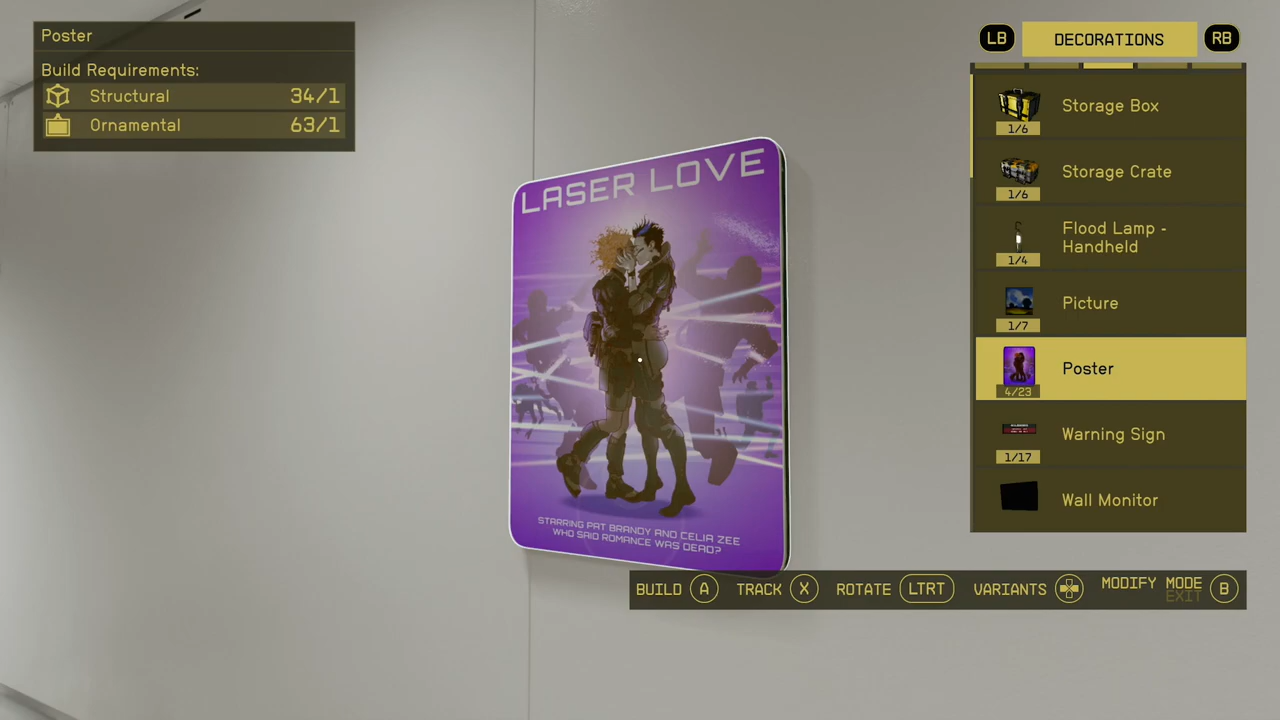 Poster
Build Requirements:
Structural 34/1
Ornamental 63/1
LB DECORATIONS RB
1/6 Storage Box
1/6 Storage Crate
1/4 Flood Lamp -
Handheld
1/7 Picture
4/23 Poster
1/17 Warning Sign
Wall Monitor
LASER LOVE
STARRING PAT BRANDY AND CELIA ZEE
WHO SAID ROMANCE WAS DEAD?
BUILD A TRACK X ROTATE LTRT VARIANTS MODIFY MODE B
EXIT